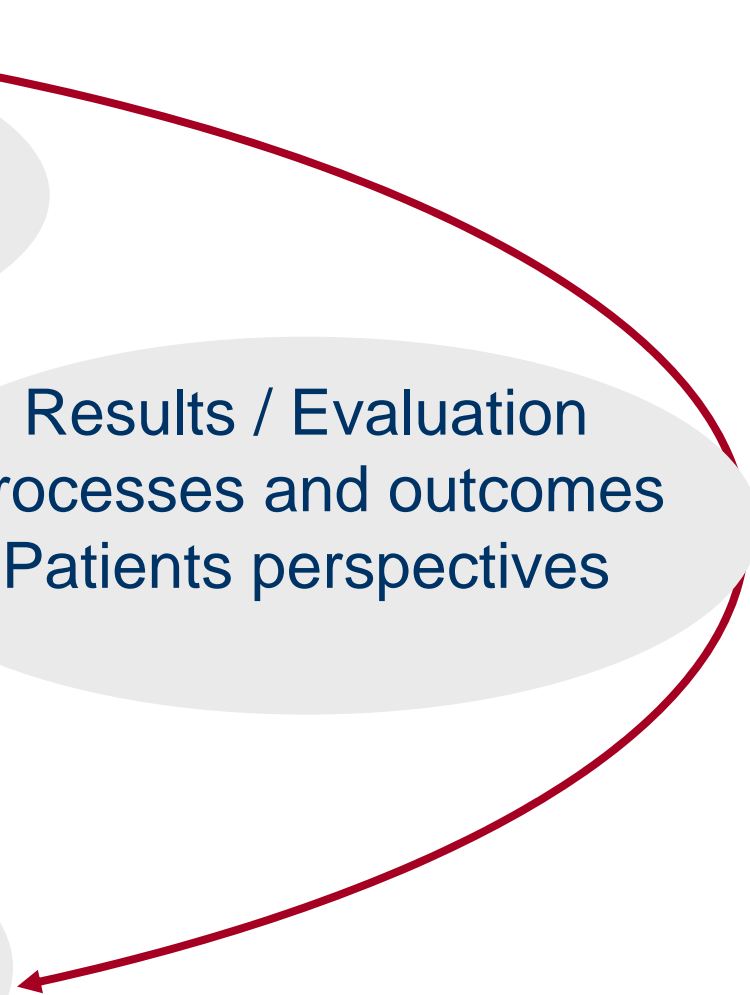 Results / Evaluation
rocesses and outcomes
Patients perspectives